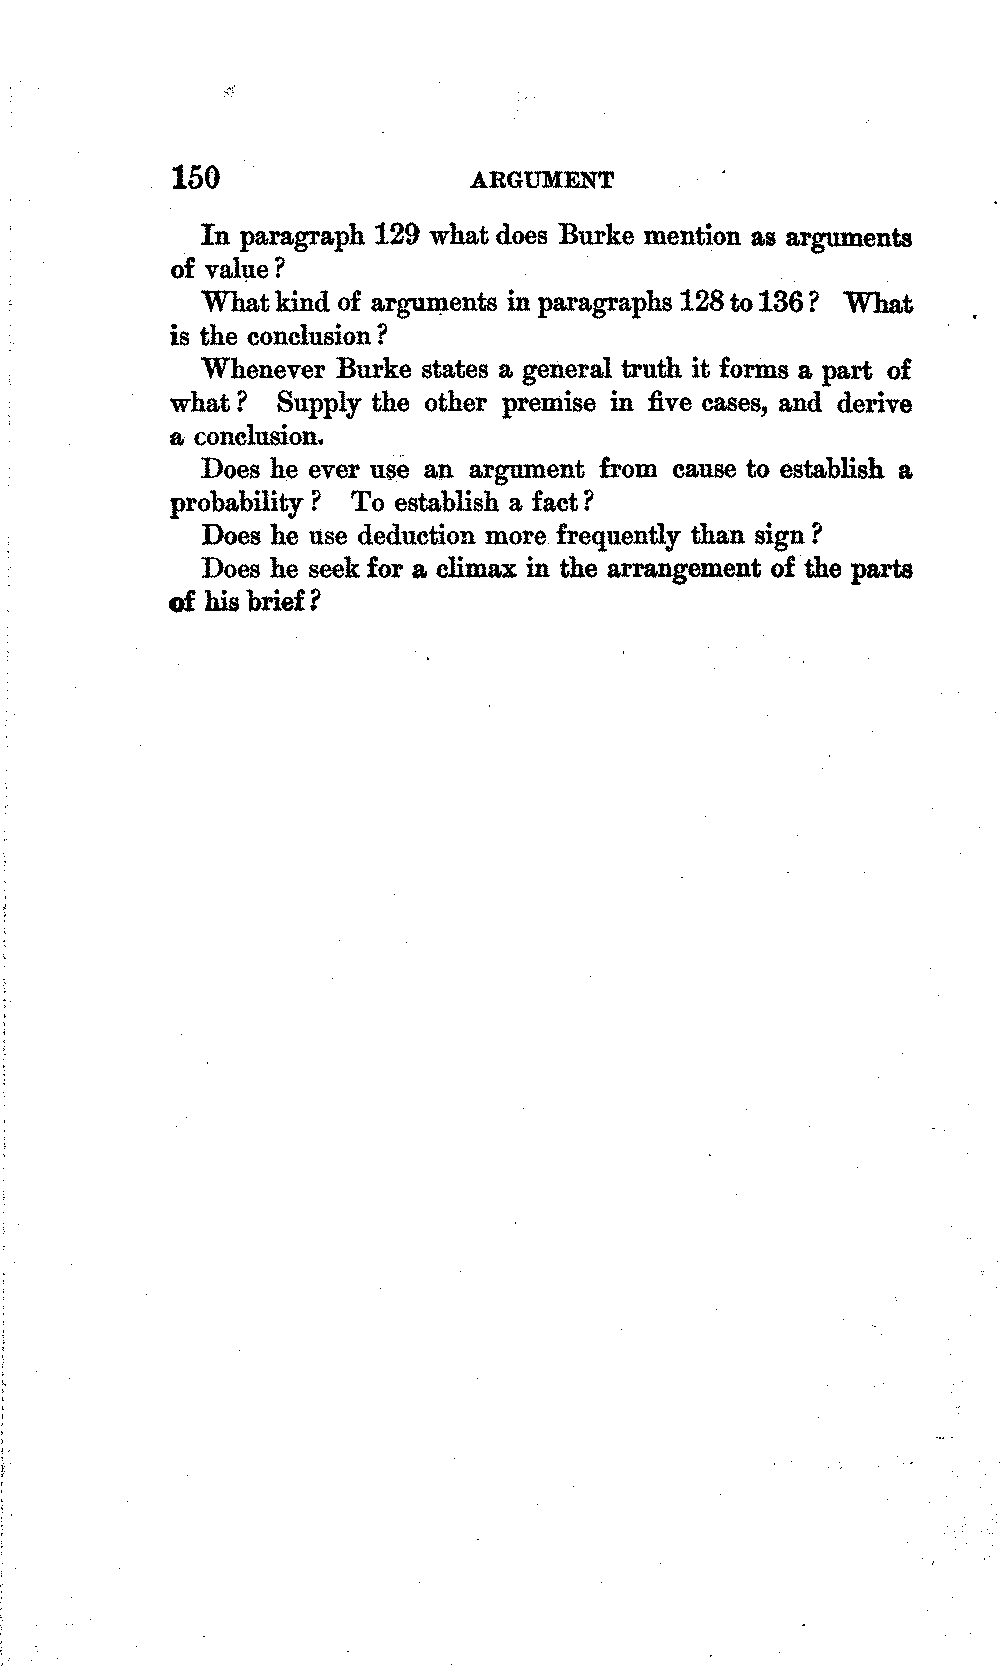 150 ARGUMENT
In paragraph 129 what does Burke mention as arguments
of value?
What kind of arguments in paragraphs 128 to 136? What
is the conclusion?
Whenever Burke states a general truth it forms a part of
what? Supply the other premise in five cases, and derive
a conclusion.
Does he ever use an argument from cause to establish a
probability? To establish a fact?
Does he use deduction more frequently than sign?
Does he seek for a climax in the arrangement of the parts
of his brief?